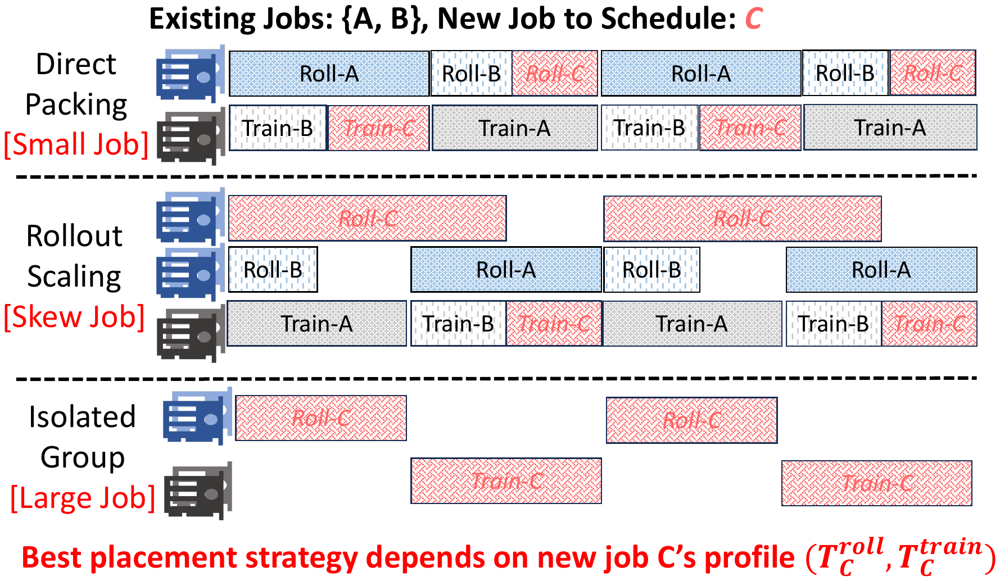 Existing Jobs: {A, B}, New Job to Schedule: C
Direct
Packing
[Small Job]
Roll-A
Roll-B
Roll-C
Roll-A
Roll-B
Roll-C
Train-B
Train-C
Train-A
Train-B
Train-C
Train-A
Rollout
Scaling
[Skew Job]
Roll-C
Roll-C
Roll-B
Roll-A
Roll-B
Roll-A
Train-A
Train-B
Train-C
Train-A
Train-B
Train-C
Isolated
Group
[Large Job]
Roll-C
Roll-C
Train-C
Train-C
Best placement strategy depends on new job C’s profile (T_C^{roll}, T_C^{train})